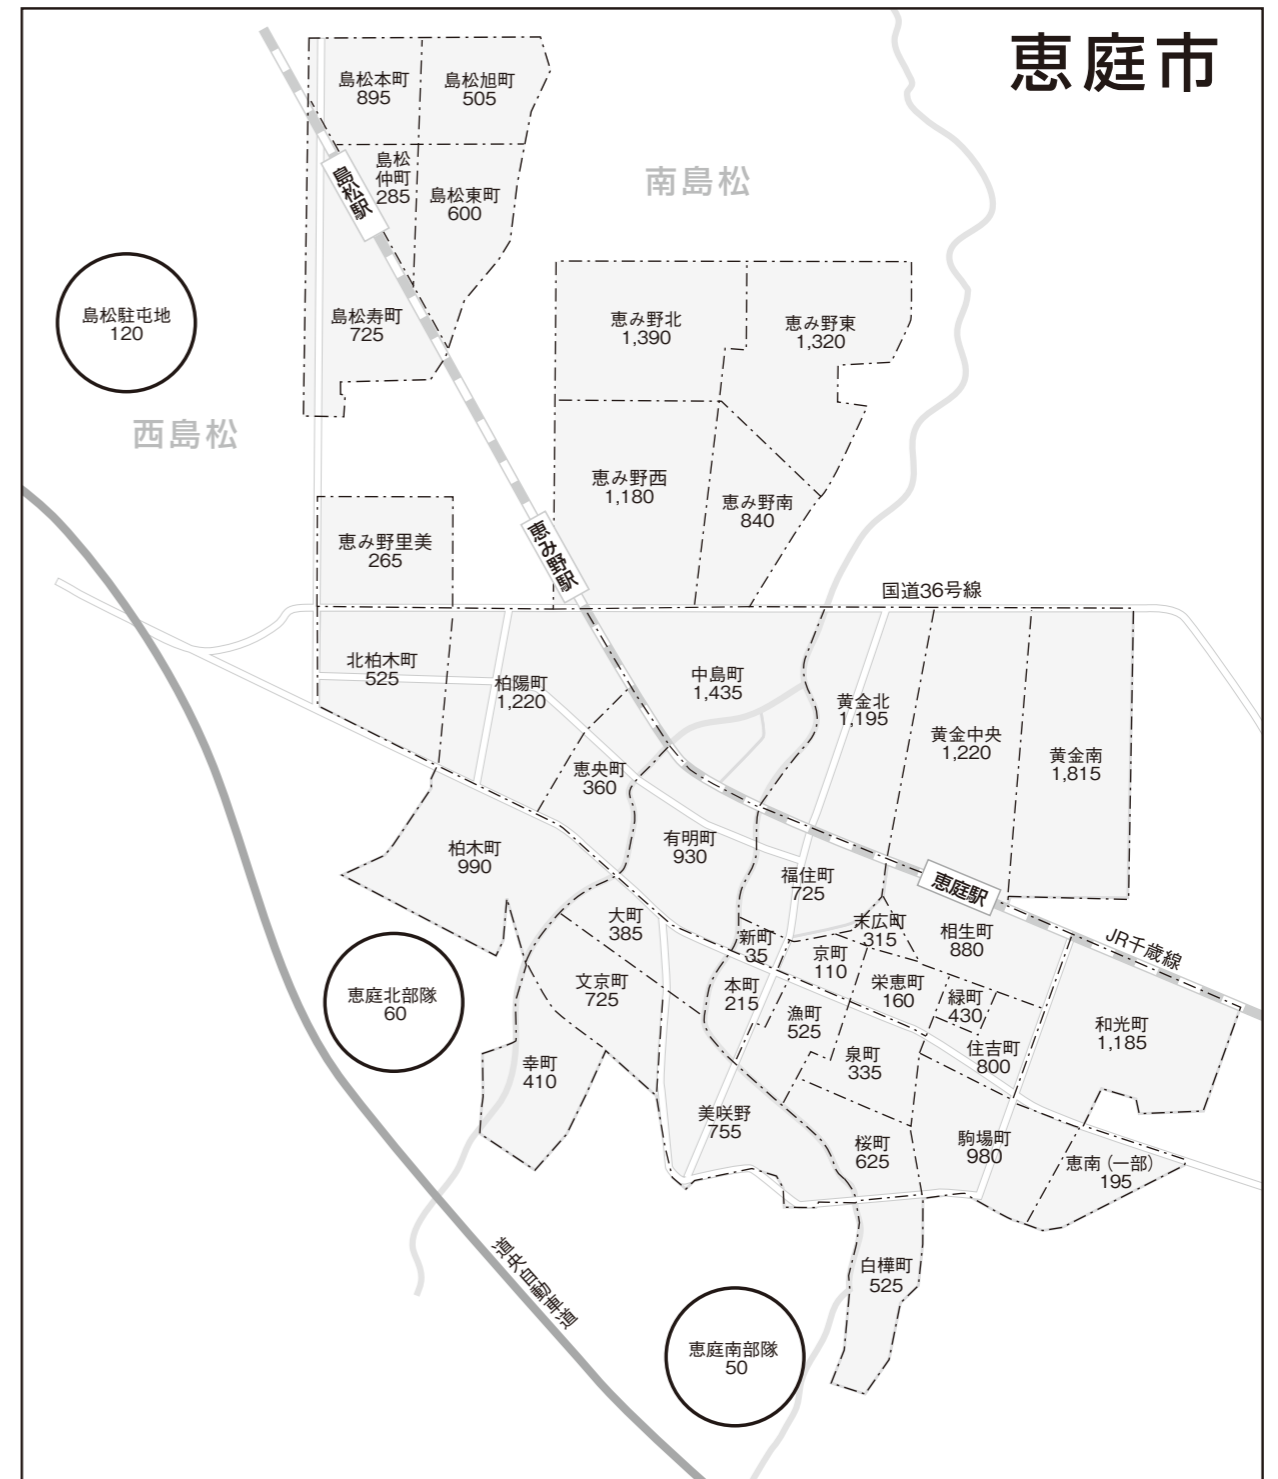 恵庭市
島松本町
895
島松旭町
505
島松
仲町
285
島松東町
600
島松駅
南島松
島松駐屯地
120
島松寿町
725
恵み野北
1,390
恵み野東
1,320
西島松
恵み野西
1,180
恵み野南
840
恵み野里美
265
恵み野駅
国道36号線
北柏木町
525
柏陽町
1,220
中島町
1,435
黄金北
1,195
黄金中央
1,220
黄金南
1,815
恵央町
360
柏木町
990
有明町
930
福住町
725
恵庭駅
大町
385
新町
35
末広町
315
相生町
880
JR千歳線
京町
110
文京町
725
本町
215
栄恵町
160
緑町
430
恵庭北部隊
60
漁町
525
和光町
1,185
住吉町
800
泉町
335
幸町
410
美咲野
755
桜町
625
駒場町
980
恵南（一部）
195
白樺町
525
道央自動車道
恵庭南部隊
50